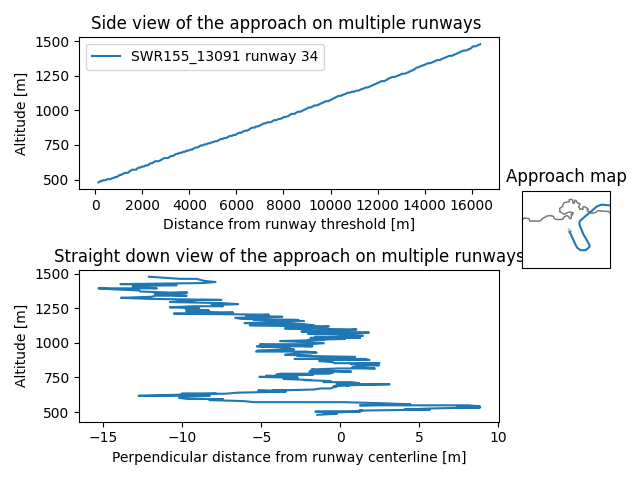 Side view of the approach on multiple runways
1500
1250
1000
750
500
Altitude [m]
SWR155_13091 runway 34
0 2000 4000 6000 8000 10000 12000 14000 16000
Distance from runway threshold [m]
Approach map
Straight down view of the approach on multiple runways
1500
1250
1000
750
500
Altitude [m]
−15 −10 −5 0 5 10
Perpendicular distance from runway centerline [m]